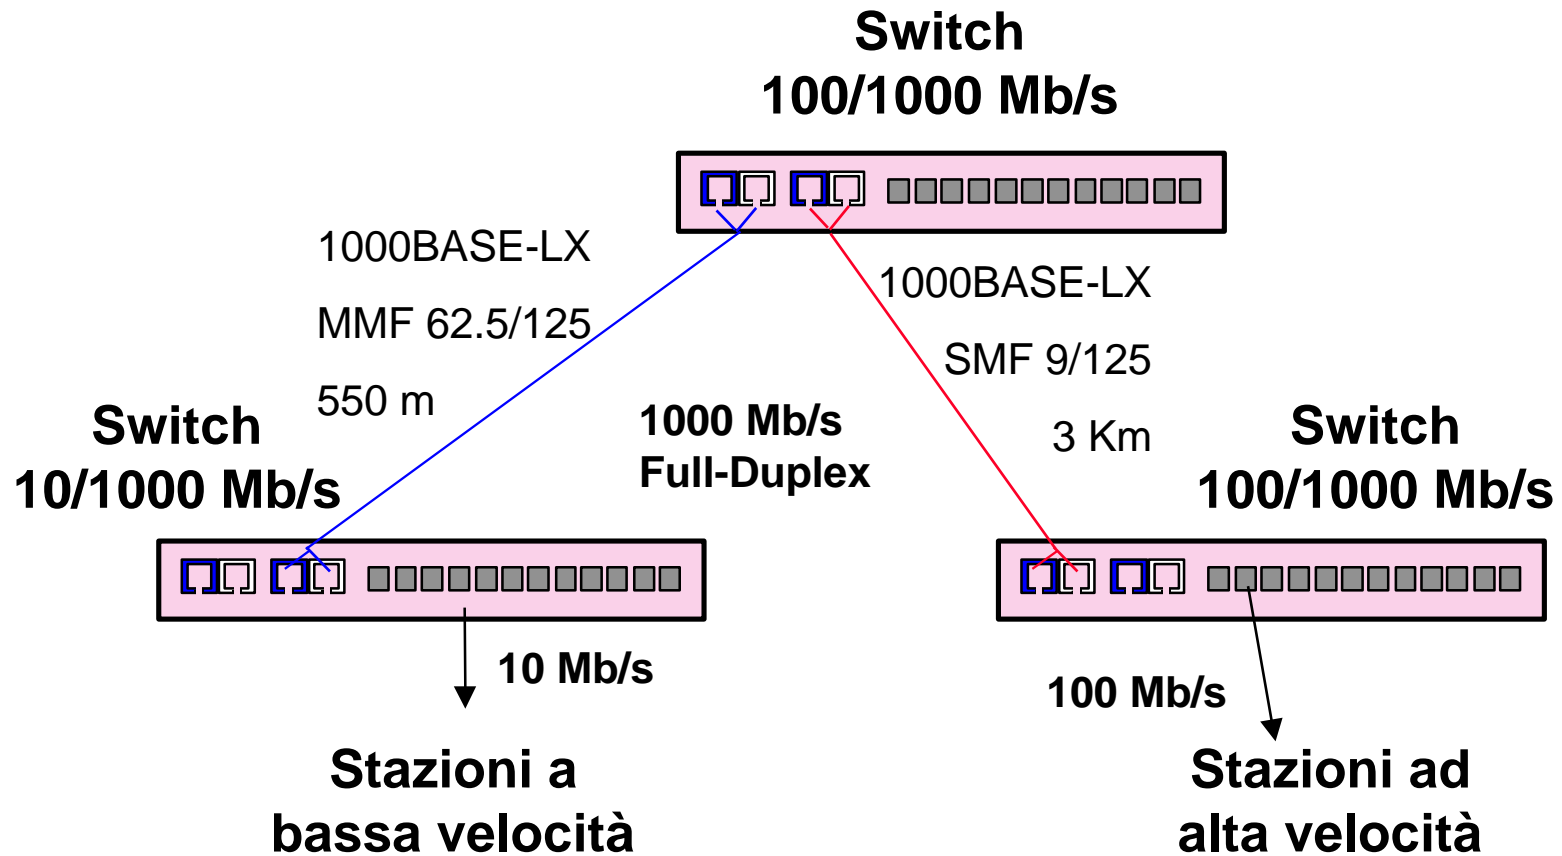 Switch
100/1000 Mb/s
1000BASE-LX
MMF 62.5/125
550 m
1000BASE-LX
SMF 9/125
3 Km
1000 Mb/s
Full-Duplex
Switch
10/1000 Mb/s
Switch
100/1000 Mb/s
10 Mb/s
100 Mb/s
Stazioni a
bassa velocità
Stazioni ad
alta velocità